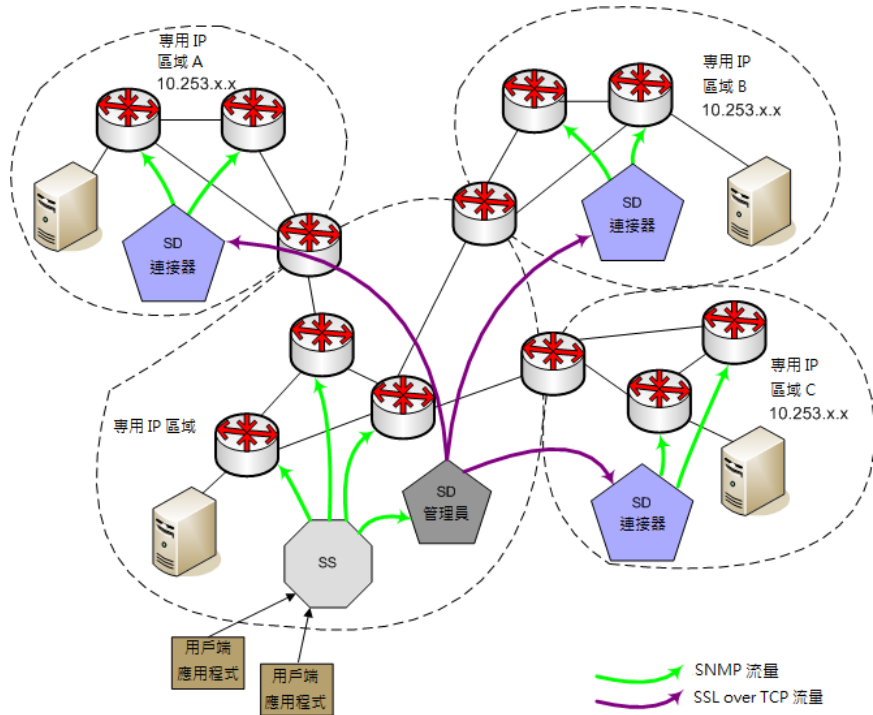 專用 IP
區域 A
10.253.x.x
專用 IP
區域 B
10.253.x.x
SD
連接器
SD
連接器
專用 IP
區域 C
10.253.x.x
專用 IP 區域
SD
管理員
SD
連接器
SS
用戶端
應用程式
用戶端
應用程式
SNMP 流量
SSL over TCP 流量